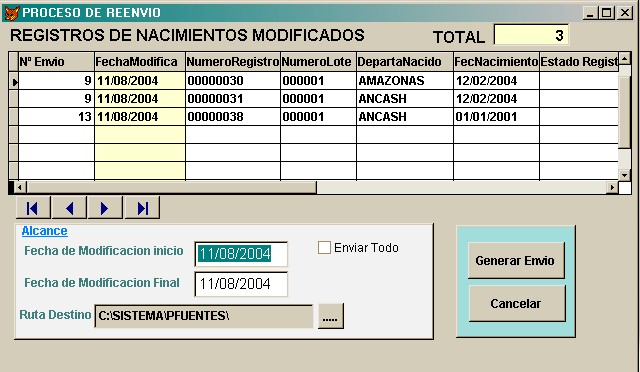 PROCESO DE REENVIO
REGISTROS DE NACIMIENTOS MODIFICADOS TOTAL 3
Nº Envio FechaModifica NumeroRegistro NumeroLote DepartaNacido FecNacimiento Estado Regist
9 11/08/2004 00000030 000001 AMAZONAS 12/02/2004
9 11/08/2004 00000031 000001 ANCASH 12/02/2004
13 11/08/2004 00000038 000001 ANCASH 01/01/2001
Alcance
Fecha de Modificacion inicio 11/08/2004 Enviar Todo
Fecha de Modificacion Final 11/08/2004
Ruta Destino C:\SISTEMA\PFUENTES\ .....
Generar Envio
Cancelar